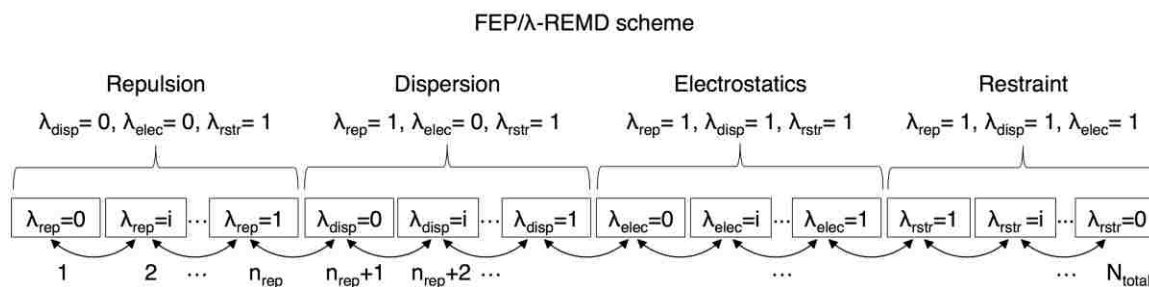 FEP/λ-REMD scheme
Repulsion Dispersion Electrostatics Restraint
λdisp= 0, λelec= 0, λrstr= 1 λrep= 1, λelec= 0, λrstr= 1 λrep= 1, λdisp= 1, λrstr= 1 λrep= 1, λdisp= 1, λelec= 1
λrep=0 λrep=i ⋯ λrep=1 λdisp=0 λdisp=i ⋯ λdisp=1 λelec=0 λelec=i ⋯ λelec=1 λrstr=1 λrstr=i ⋯ λrstr=0
1 2 ⋯ nrep nrep+1 nrep+2 ⋯ ⋯ ⋯ Ntotal